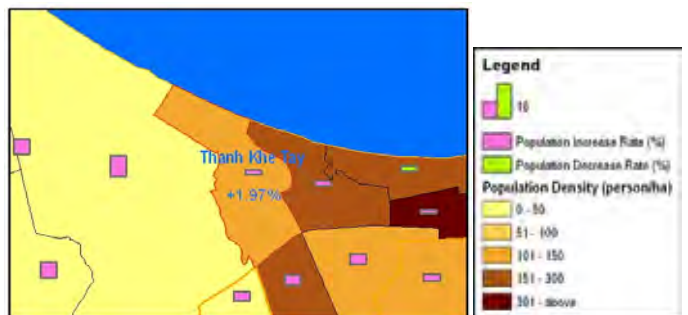 Thanh Khe Tay
+1.97%
Legend
10
Population Increase Rate (%)
Population Decrease Rate (%)
Population Density (person/ha)
0 - 50
51 - 100
101 - 150
151 - 300
301 - above